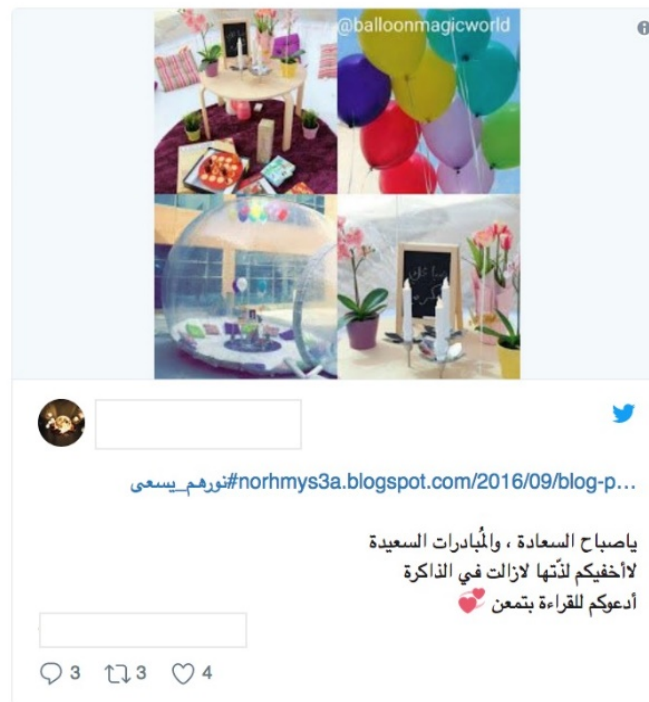 @balloonmagicworld
norhmys3a.blogspot.com/2016/09/blog-p…#نورهم_يسعى
ياصباح السعادة ، والمُبادرات السعيدة
لاأخفيكم لذّتها لازالت في الذاكرة
أدعوكم للقراءة بتمعن 💞
3 3 4